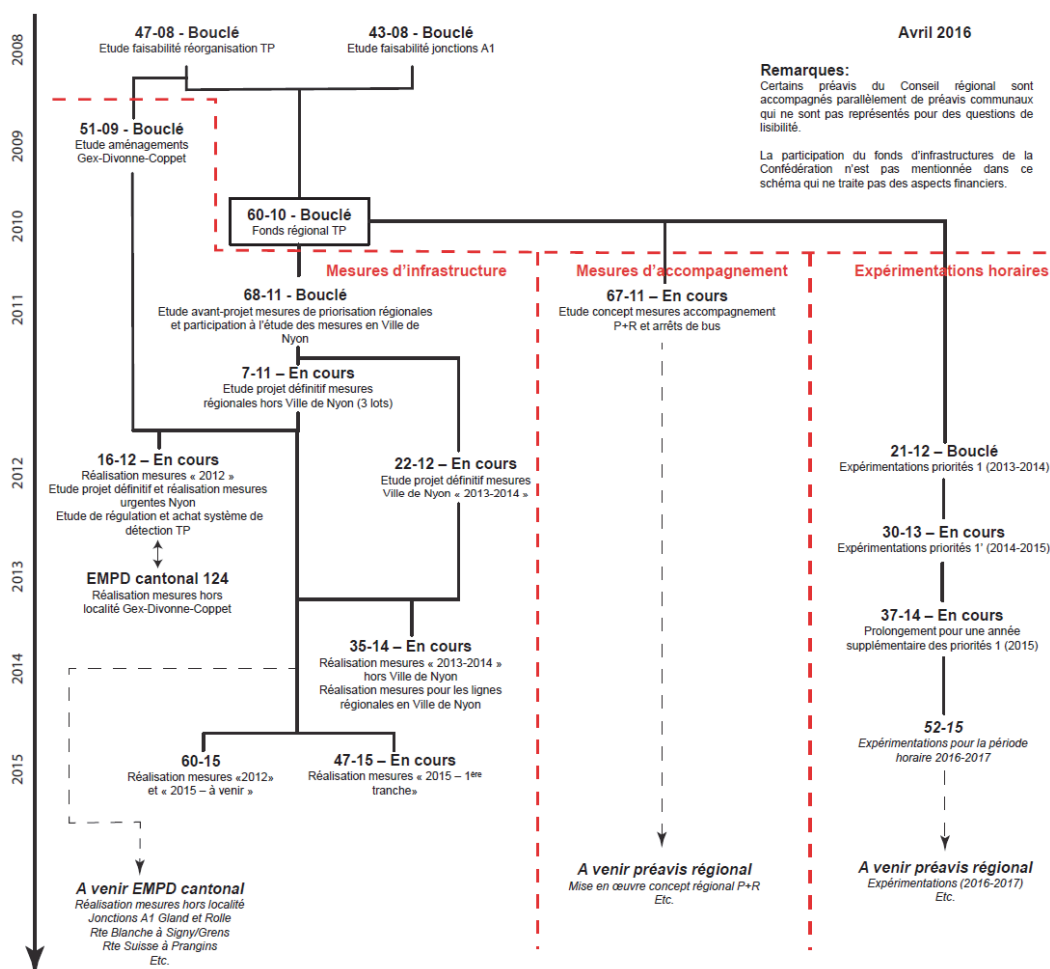 2008
47-08 - Bouclé
Etude faisabilité réorganisation TP
43-08 - Bouclé
Etude faisabilité jonctions A1
Avril 2016
Remarques:
Certains préavis du Conseil régional sont
accompagnés parallèlement de préavis communaux
qui ne sont pas représentés pour des questions de
lisibilité.
La participation du fonds d'infrastructures de la
Confédération n'est pas mentionnée dans ce
schéma qui ne traite pas des aspects financiers.
2009
51-09 - Bouclé
Etude aménagements
Gex-Divonne-Coppet
2010
60-10 - Bouclé
Fonds régional TP
Mesures d'infrastructure
Mesures d'accompagnement
Expérimentations horaires
2011
68-11 - Bouclé
Etude avant-projet mesures de priorisation régionales
et participation à l'étude des mesures en Ville de
Nyon
67-11 – En cours
Etude concept mesures accompagnement
P+R et arrêts de bus
7-11 – En cours
Etude projet définitif mesures
régionales hors Ville de Nyon (3 lots)
2012
16-12 – En cours
Réalisation mesures « 2012 »
Etude projet définitif et réalisation mesures
urgentes Nyon
Etude de régulation et achat système de
détection TP
22-12 – En cours
Etude projet définitif mesures
Ville de Nyon « 2013-2014 »
21-12 – Bouclé
Expérimentations priorités 1 (2013-2014)
30-13 – En cours
Expérimentations priorités 1' (2014-2015)
2013
EMPD cantonal 124
Réalisation mesures hors
localité Gex-Divonne-Coppet
37-14 – En cours
Prolongement pour une année
supplémentaire des priorités 1 (2015)
2014
35-14 – En cours
Réalisation mesures « 2013-2014 »
hors Ville de Nyon
Réalisation mesures pour les lignes
régionales en Ville de Nyon
52-15
Expérimentations pour la période
horaire 2016-2017
2015
60-15
Réalisation mesures «2012»
et « 2015 – à venir »
47-15 – En cours
Réalisation mesures « 2015 – 1ère
tranche»
A venir EMPD cantonal
Réalisation mesures hors localité
Jonctions A1 Gland et Rolle
Rte Blanche à Signy/Grens
Rte Suisse à Prangins
Etc.
A venir préavis régional
Mise en œuvre concept régional P+R
Etc.
A venir préavis régional
Expérimentations (2016-2017)
Etc.